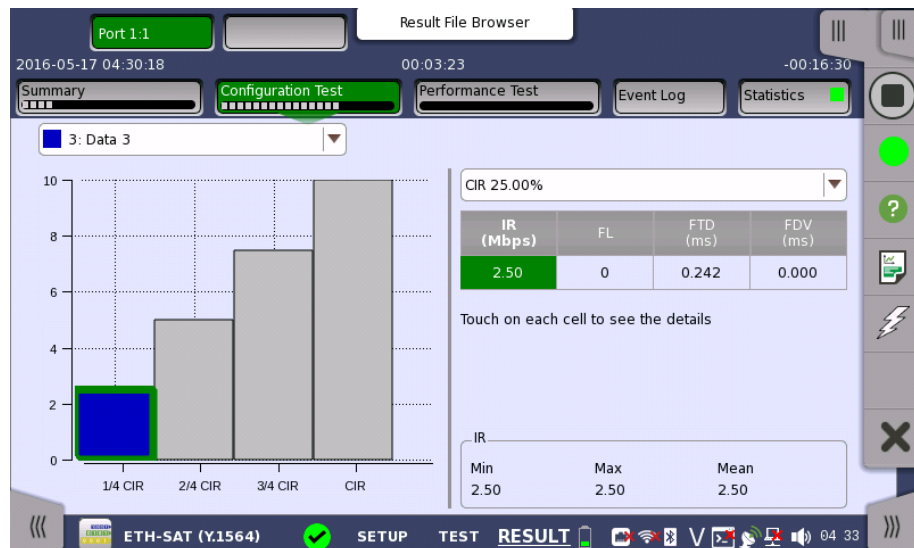 Result File Browser
Port 1:1
2016-05-17 04:30:18 00:03:23 -00:16:30
Summary Configuration Test Performance Test Event Log Statistics
3: Data 3
CIR 25.00%
IR (Mbps) FL FTD (ms) FDV (ms)
2.50 0 0.242 0.000
Touch on each cell to see the details
10
8
6
4
2
0
1/4 CIR 2/4 CIR 3/4 CIR CIR
IR
Min Max Mean
2.50 2.50 2.50
ETH-SAT (Y.1564) SETUP TEST RESULT V 04 33